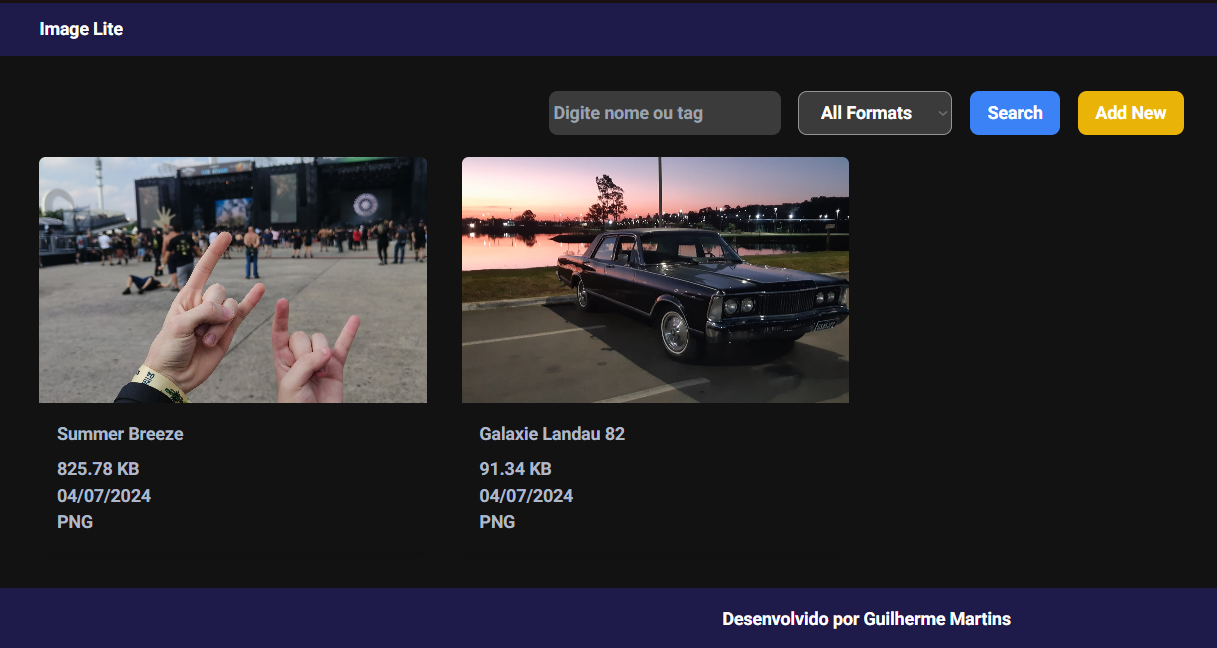 Image Lite
Digite nome ou tag
All Formats
Search
Add New
Summer Breeze
825.78 KB
04/07/2024
PNG
Galaxie Landau 82
91.34 KB
04/07/2024
PNG
Desenvolvido por Guilherme Martins